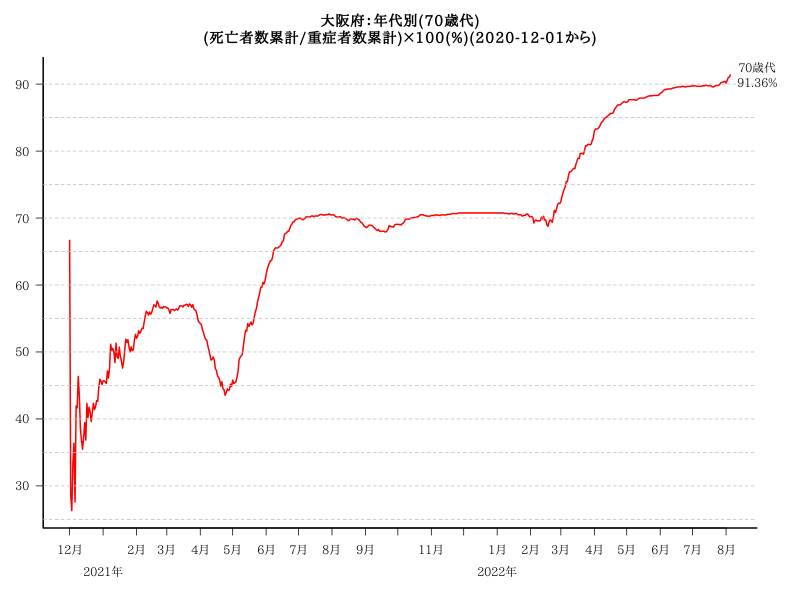 大阪府：年代別(70歳代)
(死亡者数累計/重症者数累計)×100(%)(2020-12-01から)
70歳代
91.36%
90
80
70
60
50
40
30
12月 2月 3月 4月 5月 6月 7月 8月 9月 11月 1月 2月 3月 4月 5月 6月 7月 8月
2021年 2022年